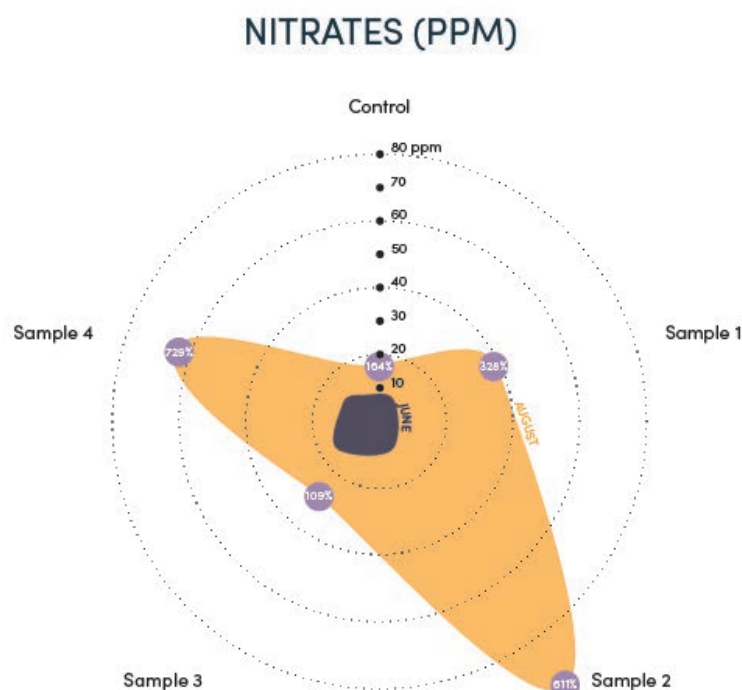 NITRATES (PPM)
Control
80 ppm
70
60
50
40
30
20
10
Sample 4
Sample 1
729%
164%
328%
JUNE
AUGUST
109%
Sample 3
611%
Sample 2